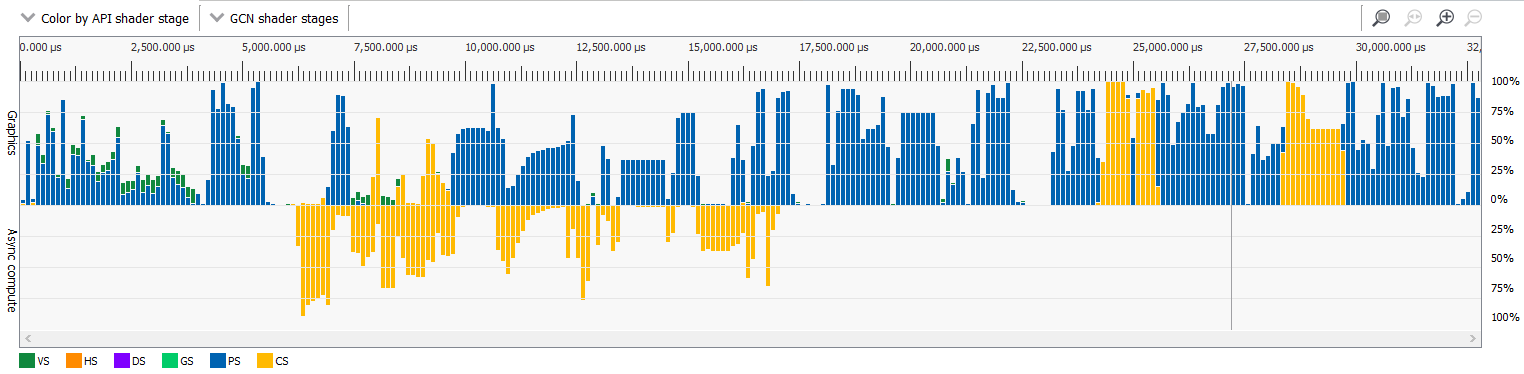 Color by API shader stage GCN shader stages
0.000 µs 2,500.000 µs 5,000.000 µs 7,500.000 µs 10,000.000 µs 12,500.000 µs 15,000.000 µs 17,500.000 µs 20,000.000 µs 22,500.000 µs 25,000.000 µs 27,500.000 µs 30,000.000 µs 32,
Graphics
100%
75%
50%
25%
0%
Async compute
25%
50%
75%
100%
VS HS DS GS PS CS